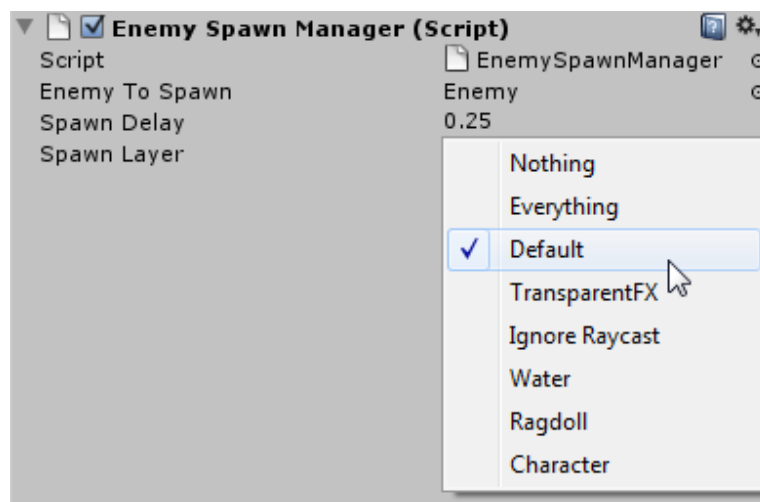 Enemy Spawn Manager (Script)
Script EnemySpawnManager
Enemy To Spawn Enemy
Spawn Delay 0.25
Spawn Layer
Nothing
Everything
Default
TransparentFX
Ignore Raycast
Water
Ragdoll
Character